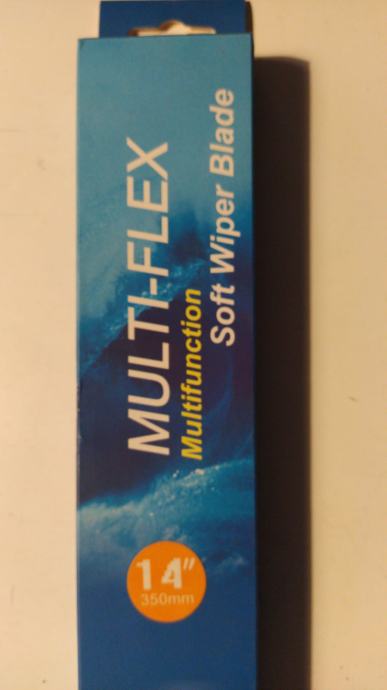 MULTI-FLEX
Multifunction
Soft Wiper Blade
14"
350mm